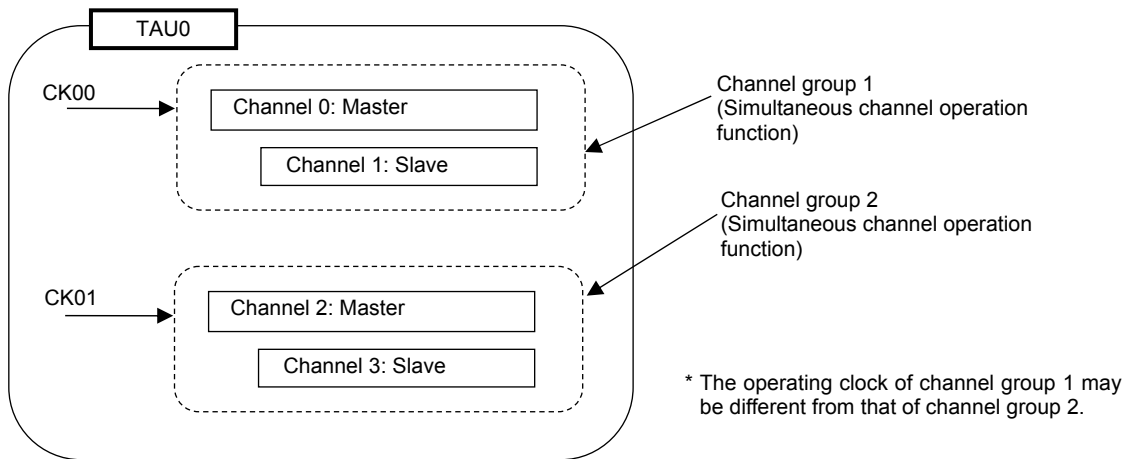 TAU0
CK00
Channel 0: Master
Channel 1: Slave
Channel group 1
(Simultaneous channel operation
function)
Channel group 2
(Simultaneous channel operation
function)
CK01
Channel 2: Master
Channel 3: Slave
* The operating clock of channel group 1 may
be different from that of channel group 2.